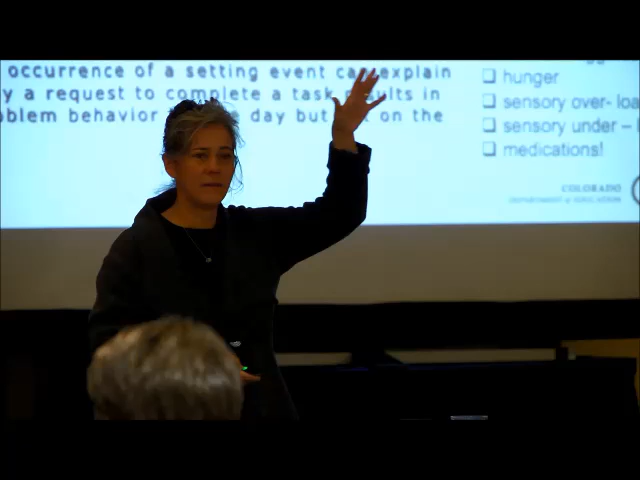 occurrence of a setting event can explain
y a request to complete a task results in
oblem behavior day but on the
hunger
sensory over- loa
sensory under –
medications!
COLORADO